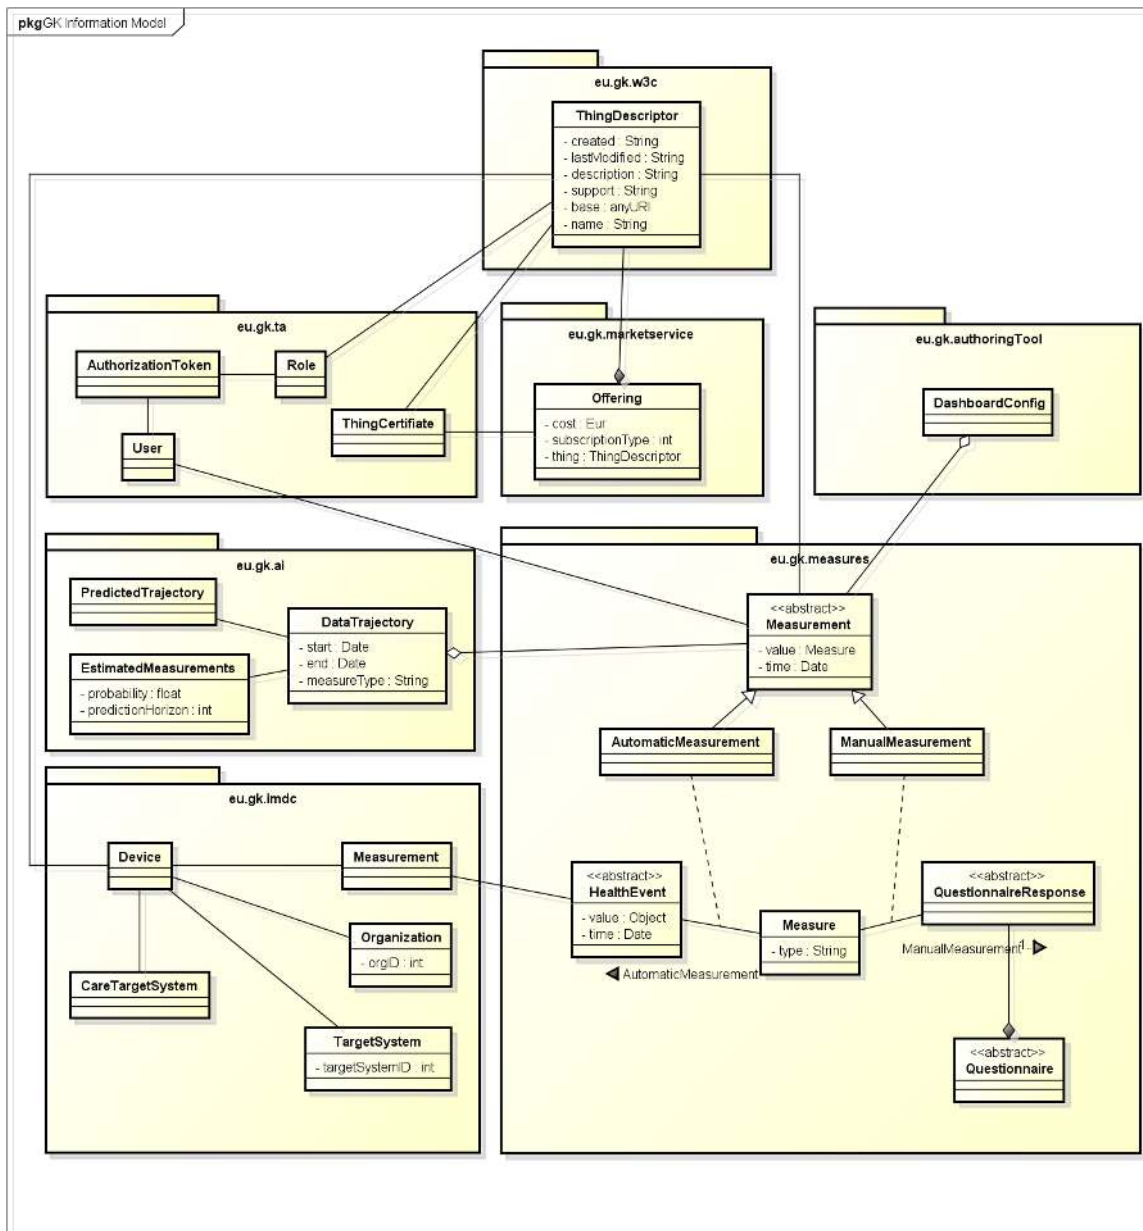 pkgGK Information Model
eu.gk.w3c
ThingDescriptor
- created : String
- lastModified : String
- description : String
- support : String
- base : anyURI
- name : String
eu.gk.ta
AuthorizationToken
Role
ThingCertifiate
User
eu.gk.marketservice
Offering
- cost : Eur
- subscriptionType : int
- thing : ThingDescriptor
eu.gk.authoringTool
DashboardConfig
eu.gk.ai
PredictedTrajectory
DataTrajectory
- start : Date
- end : Date
- measureType : String
EstimatedMeasurements
- probability : float
- predictionHorizon : int
eu.gk.measures
<<abstract>>
Measurement
- value : Measure
- time : Date
AutomaticMeasurement
ManualMeasurement
<<abstract>>
HealthEvent
- value : Object
- time : Date
Measure
- type : String
<<abstract>>
QuestionnaireResponse
AutomaticMeasurement
ManualMeasurement
<<abstract>>
Questionnaire
eu.gk.imdc
Device
Measurement
Organization
- orgID : int
CareTargetSystem
TargetSystem
- targetSystemID : int